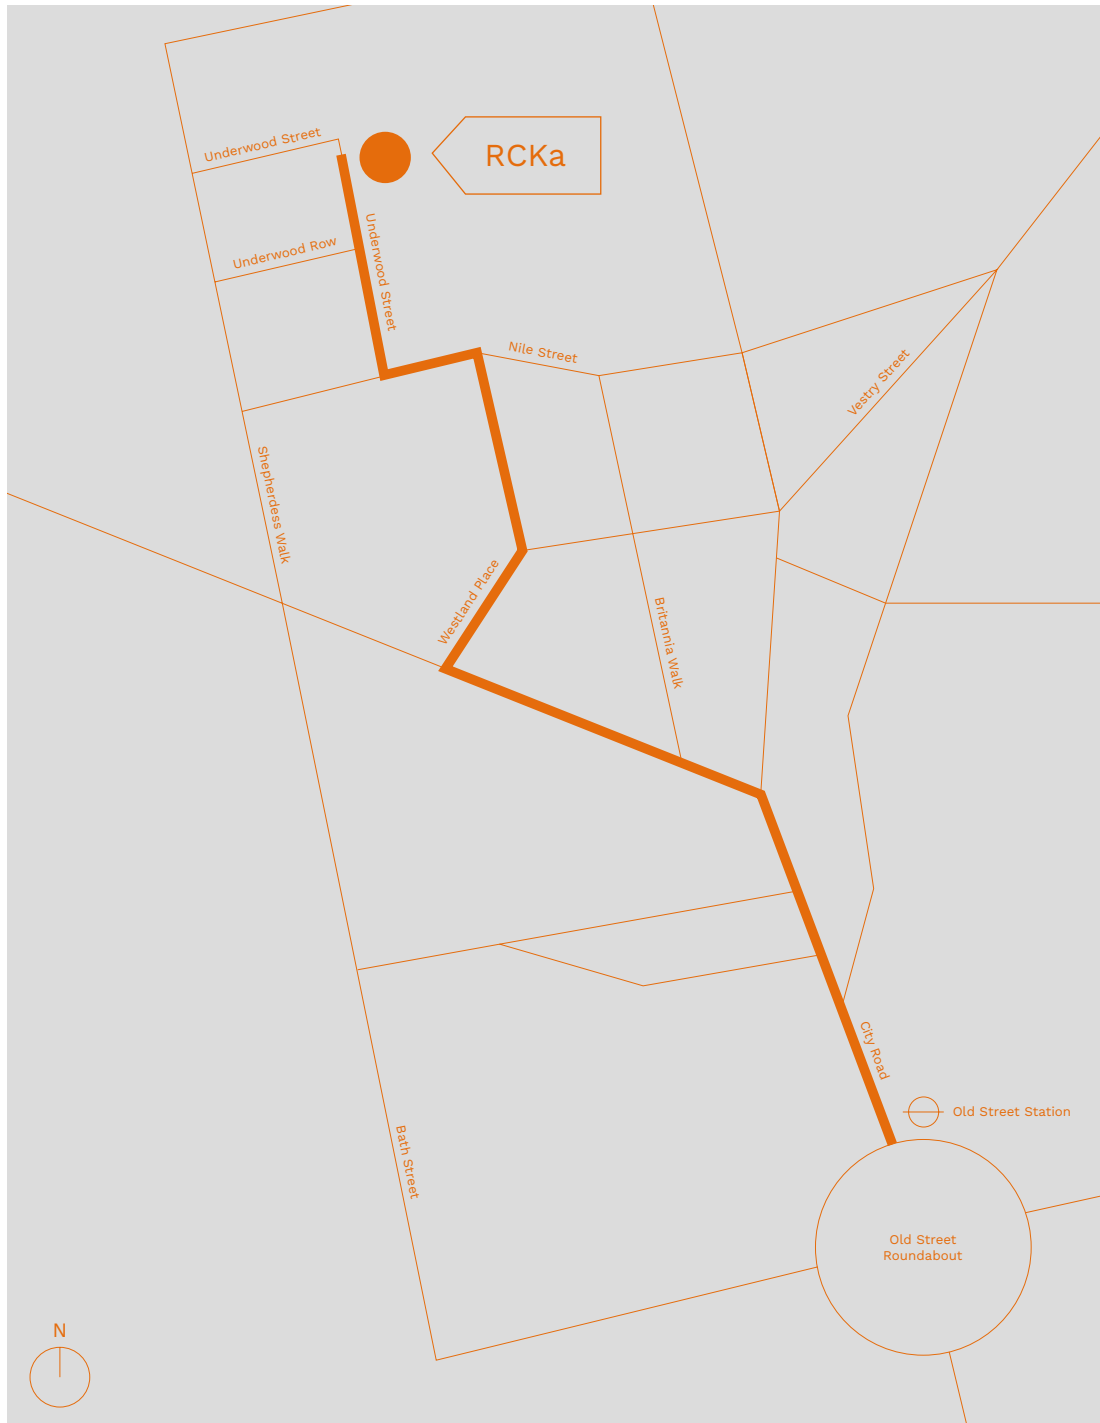 Underwood Street
RCKa
Underwood Row
Underwood Street
Nile Street
Vestry Street
Shepherdess Walk
Westland Place
Britannia Walk
City Road
Old Street Station
Bath Street
Old Street
Roundabout
N